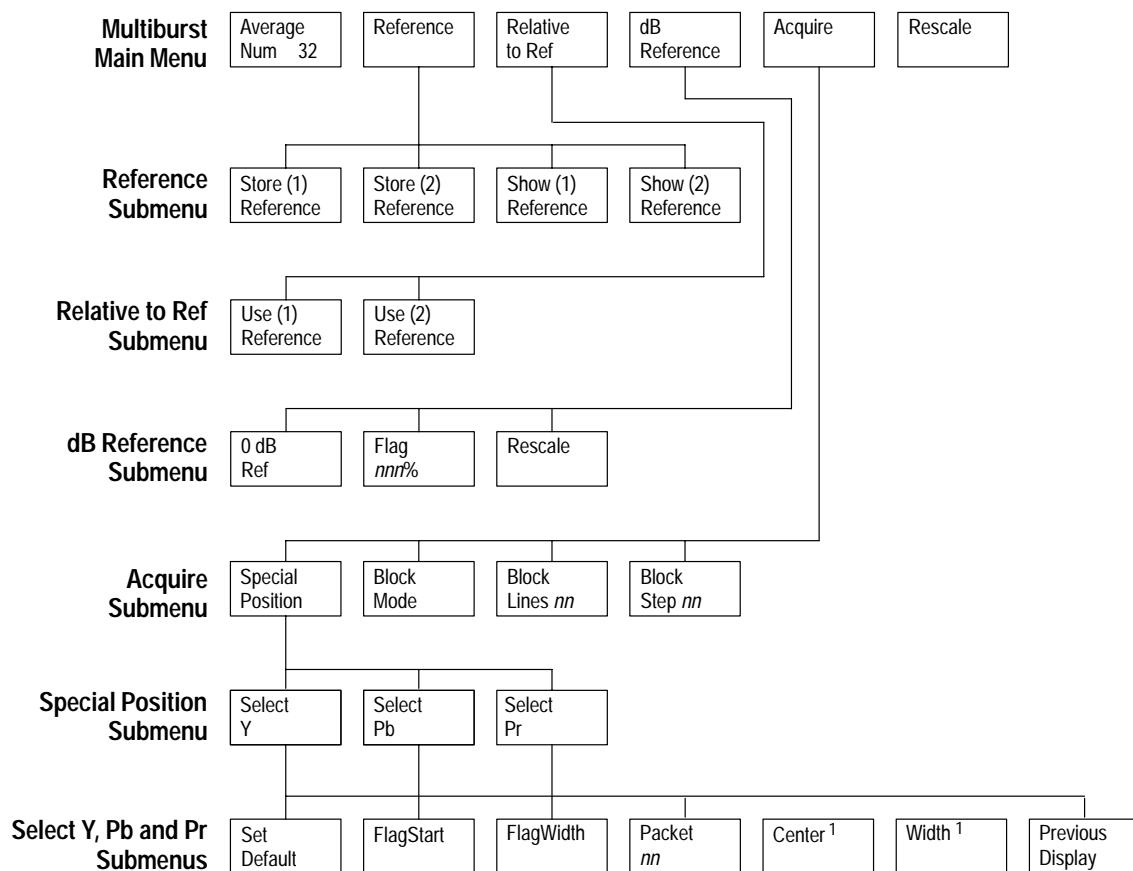 Multiburst
Main Menu
Average
Num 32
Reference
Relative
to Ref
dB
Reference
Acquire
Rescale
Reference
Submenu
Store (1)
Reference
Store (2)
Reference
Show (1)
Reference
Show (2)
Reference
Relative to Ref
Submenu
Use (1)
Reference
Use (2)
Reference
dB Reference
Submenu
0 dB
Ref
Flag
nnn%
Rescale
Acquire
Submenu
Special
Position
Block
Mode
Block
Lines nn
Block
Step nn
Special Position
Submenu
Select
Y
Select
Pb
Select
Pr
Select Y, Pb and Pr
Submenus
Set
Default
FlagStart
FlagWidth
Packet
nn
Center 1
Width 1
Previous
Display